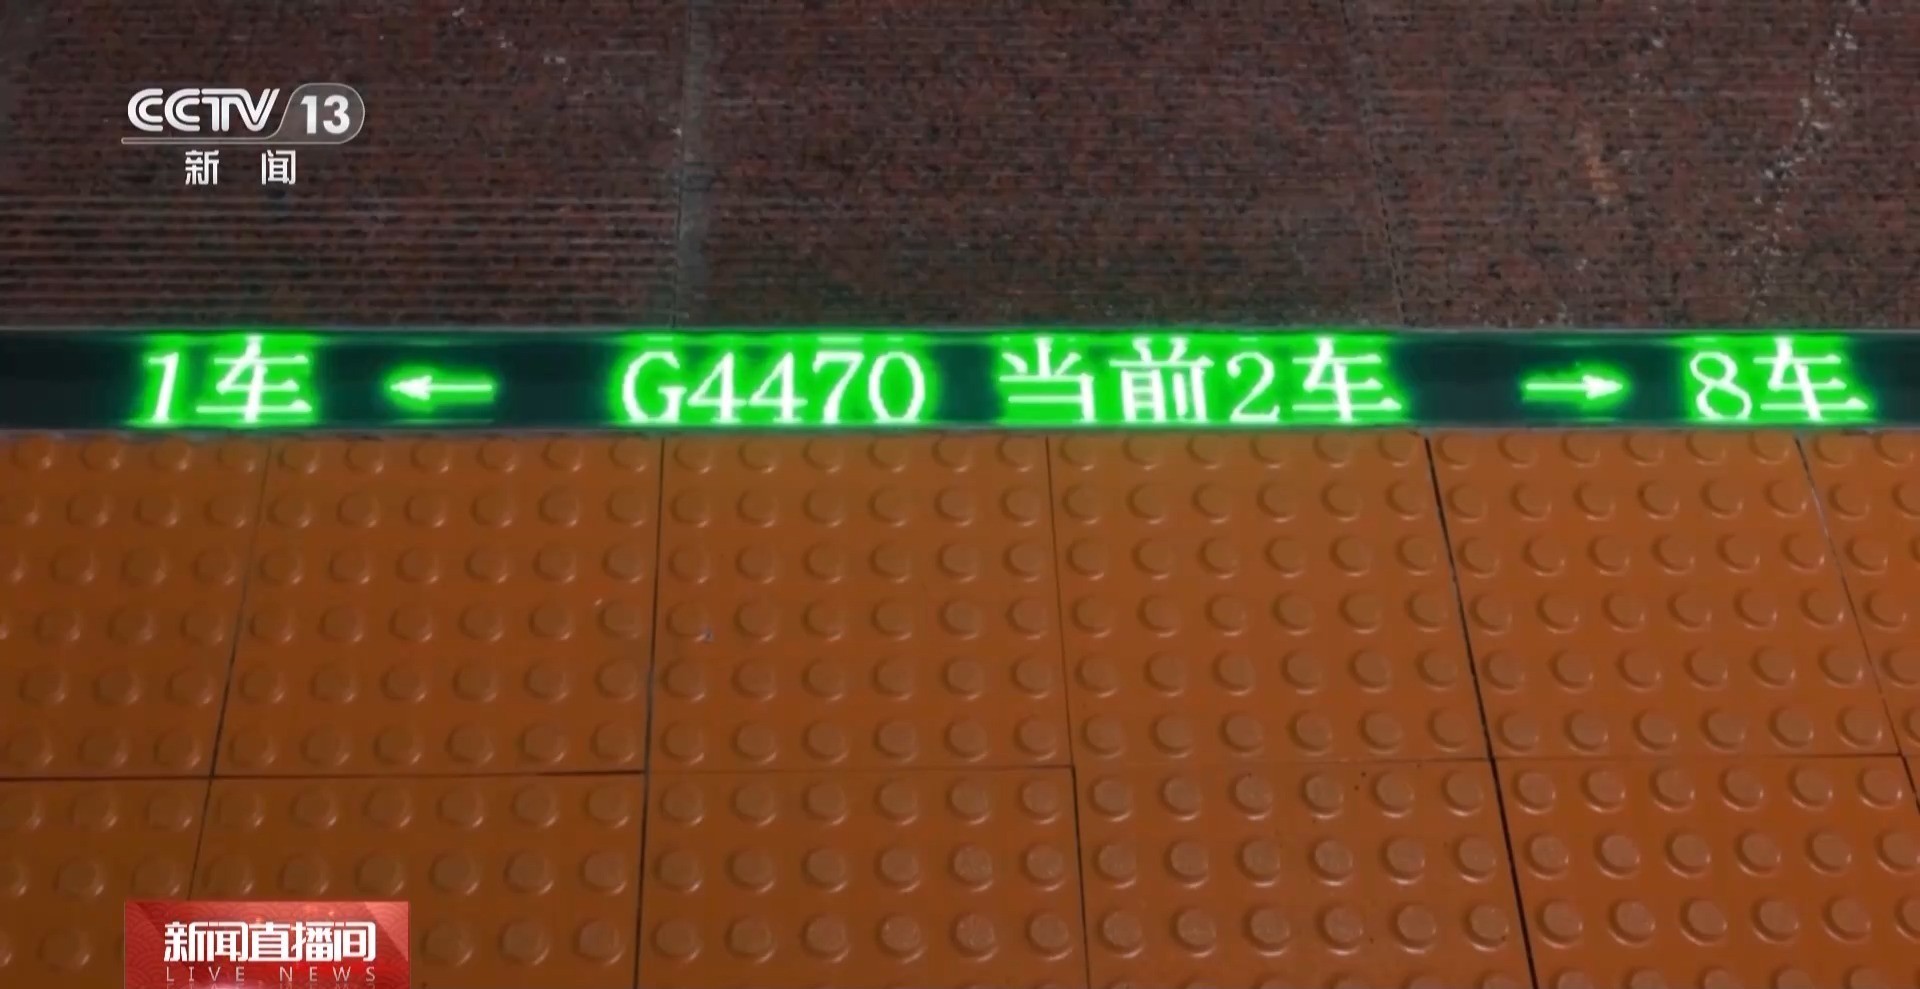 CCTV 13
新闻
1车 ← G4470 当前2车 → 8车
新闻直播间
LIVE NEWS